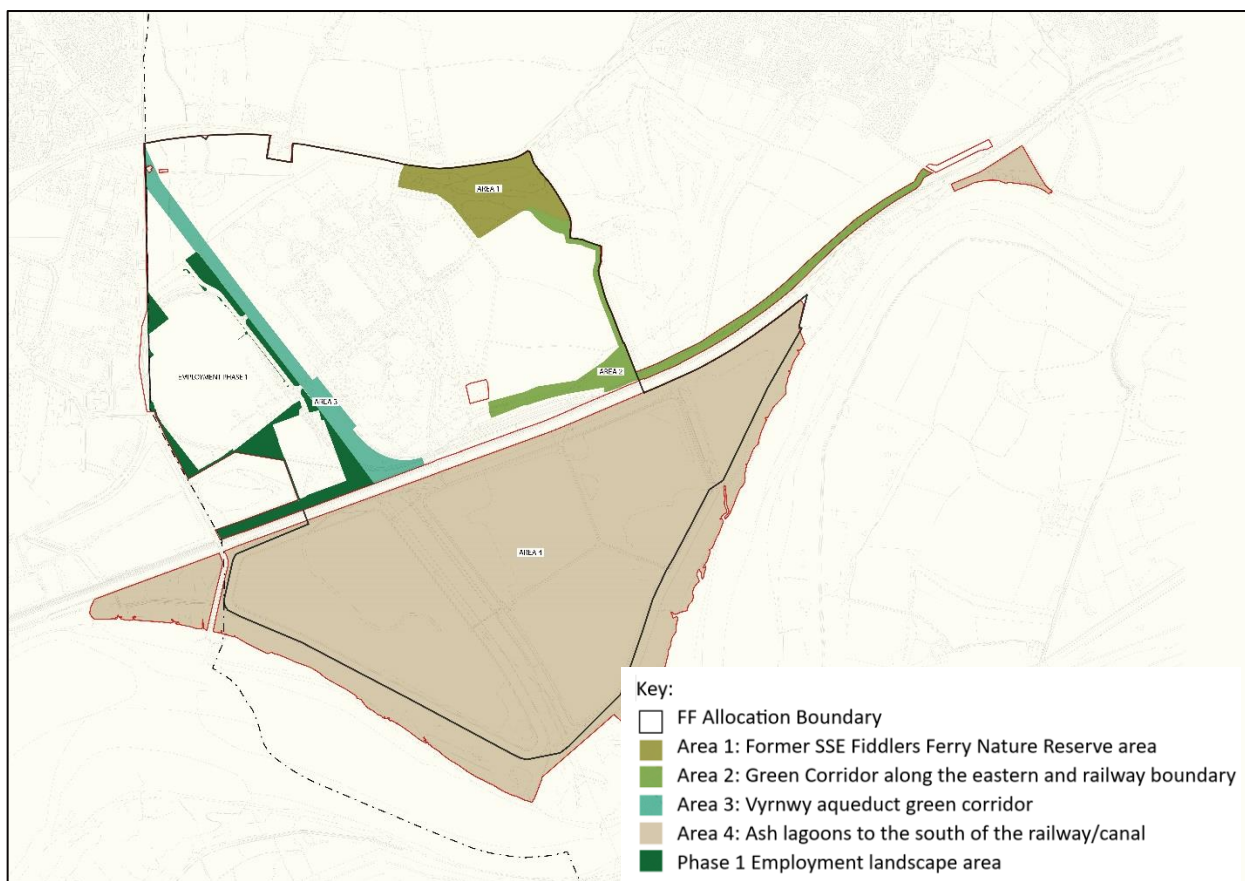 AREA 1
AREA 2
EMPLOYMENT PHASE 1
AREA 3
AREA 4
Key:
FF Allocation Boundary
Area 1: Former SSE Fiddlers Ferry Nature Reserve area
Area 2: Green Corridor along the eastern and railway boundary
Area 3: Vyrnwy aqueduct green corridor
Area 4: Ash lagoons to the south of the railway/canal
Phase 1 Employment landscape area